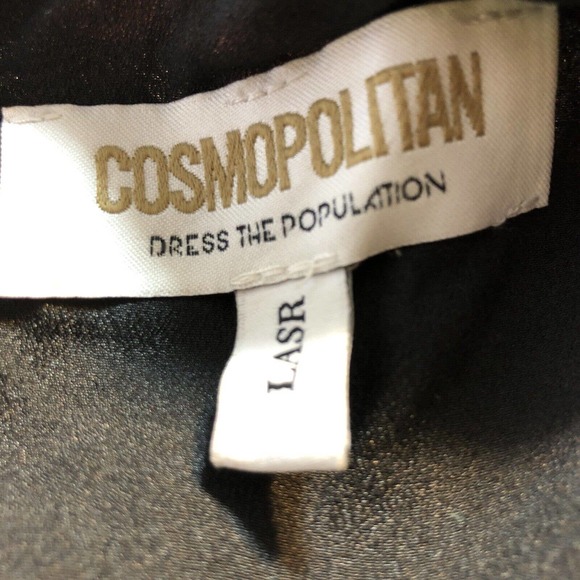 COSMOPOLITAN
DRESS THE POPULATION
LASR